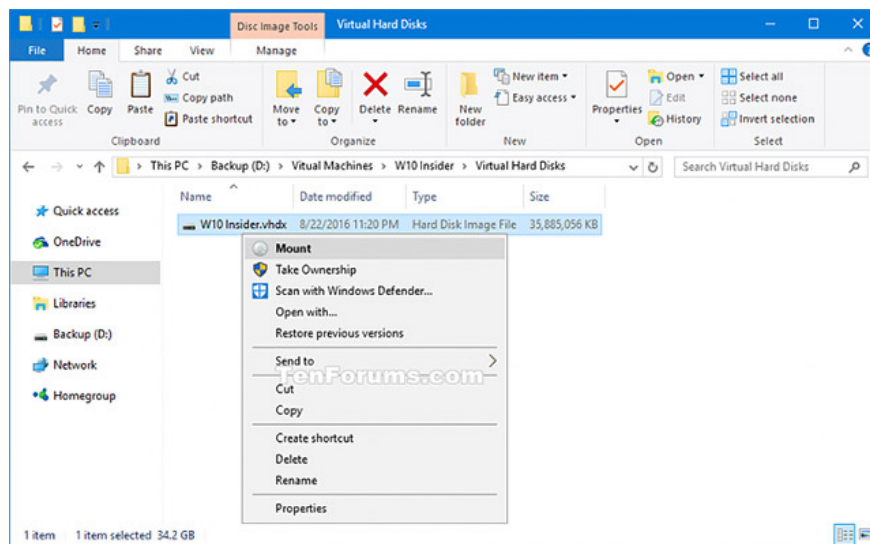 Disc Image Tools Virtual Hard Disks
File Home Share View Manage
Pin to Quick access
Copy
Paste
Cut
Copy path
Paste shortcut
Move to
Copy to
Delete
Rename
New folder
New item
Easy access
Properties
Open
Edit
History
Select all
Select none
Invert selection
Clipboard Organize New Open Select
This PC > Backup (D:) > Vitual Machines > W10 Insider > Virtual Hard Disks
Search Virtual Hard Disks
Name Date modified Type Size
W10 Insider.vhdx 8/22/2016 11:20 PM Hard Disk Image File 35,885,056 KB
Quick access
OneDrive
This PC
Libraries
Backup (D:)
Network
Homegroup
Mount
Take Ownership
Scan with Windows Defender...
Open with...
Restore previous versions
Send to
TenForums.com
Cut
Copy
Create shortcut
Delete
Rename
Properties
1 item 1 item selected 34.2 GB